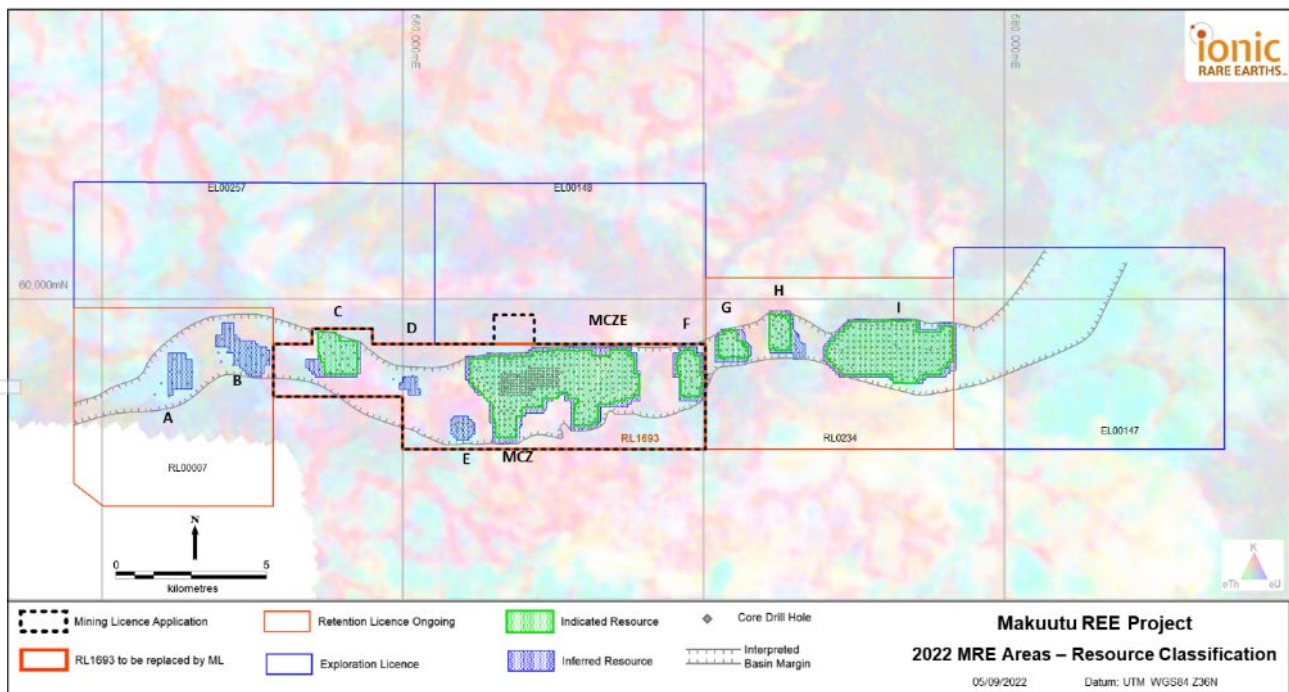 560,000mE
580,000mE
ionic
RARE EARTHS
EL00257
EL00148
60,000mN
C
D
MCZE
F
G
H
I
B
A
E
MCZ
RL1693
RL0234
EL00147
RL00007
N
0
5
kilometres
K
eTh
eU
Mining Licence Application
Retention Licence Ongoing
Indicated Resource
Core Drill Hole
RL1693 to be replaced by ML
Exploration Licence
Inferred Resource
Interpreted
Basin Margin
Makuutu REE Project
2022 MRE Areas – Resource Classification
05/09/2022
Datum: UTM WGS84 Z36N